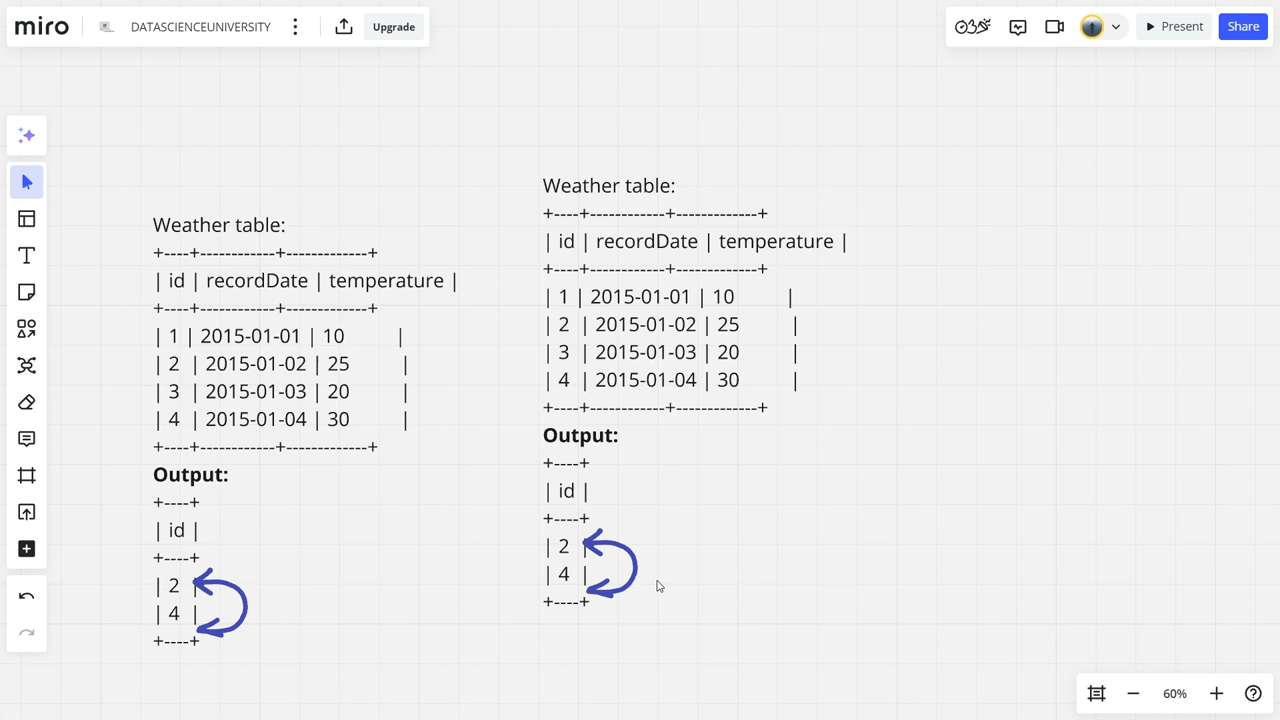 miro
DATASCIENCEUNIVERSITY
Upgrade
Present
Share
Weather table:
+----+------------+-------------+
| id | recordDate | temperature |
+----+------------+-------------+
| 1 | 2015-01-01 | 10 |
| 2 | 2015-01-02 | 25 |
| 3 | 2015-01-03 | 20 |
| 4 | 2015-01-04 | 30 |
+----+------------+-------------+
Output:
+----+
| id |
+----+
| 2 |
| 4 |
+----+
Weather table:
+----+------------+-------------+
| id | recordDate | temperature |
+----+------------+-------------+
| 1 | 2015-01-01 | 10 |
| 2 | 2015-01-02 | 25 |
| 3 | 2015-01-03 | 20 |
| 4 | 2015-01-04 | 30 |
+----+------------+-------------+
Output:
+----+
| id |
+----+
| 2 |
| 4 |
+----+
60%